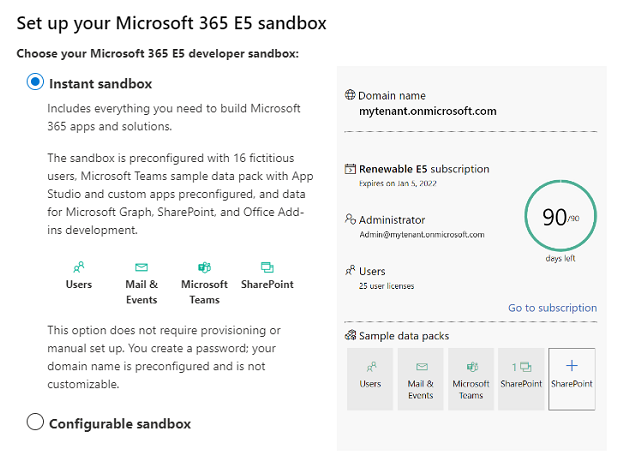 Set up your Microsoft 365 E5 sandbox
Choose your Microsoft 365 E5 developer sandbox:
Instant sandbox
Includes everything you need to build Microsoft
365 apps and solutions.
The sandbox is preconfigured with 16 fictitious
users, Microsoft Teams sample data pack with App
Studio and custom apps preconfigured, and data
for Microsoft Graph, SharePoint, and Office Add-
ins development.
Users
Mail &
Events
Microsoft
Teams
SharePoint
This option does not require provisioning or
manual set up. You create a password; your
domain name is preconfigured and is not
customizable.
Configurable sandbox
Domain name
mytenant.onmicrosoft.com
Renewable E5 subscription
Expires on Jan 5, 2022
Administrator
Admin@mytenant.onmicrosoft.com
90/90
days left
Users
25 user licenses
Go to subscription
Sample data packs
Users
Mail &
Events
Microsoft
Teams
1
SharePoint
+
SharePoint